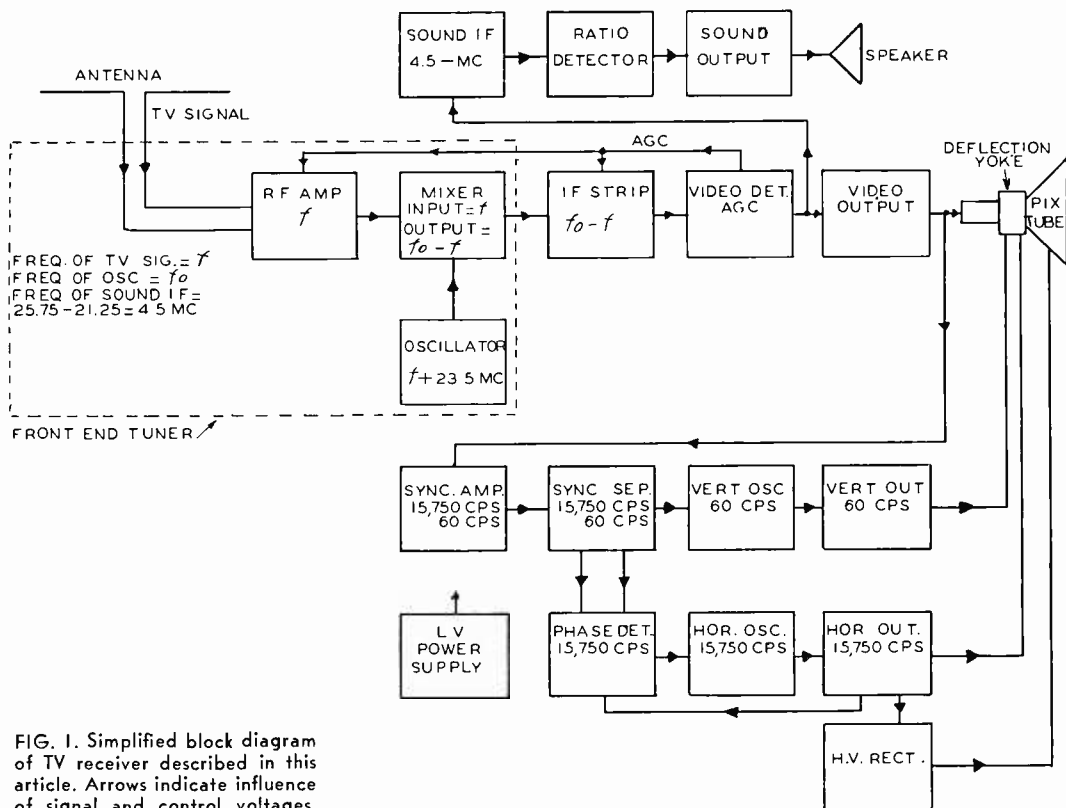 SOUND IF
4.5-MC
RATIO
DETECTOR
SOUND
OUTPUT
SPEAKER
ANTENNA
TV SIGNAL
AGC
DEFLECTION
YOKE
RF AMP
f
MIXER
INPUT=f
OUTPUT=
fo-f
IF STRIP
fo-f
VIDEO DET.
AGC
VIDEO
OUTPUT
PIX
TUBE
FREQ. OF TV SIG.=f
FREQ OF OSC = fo
FREQ OF SOUND IF=
25.75-21.25=4.5 MC
OSCILLATOR
f+23.5 MC
FRONT END TUNER
SYNC. AMP.
15,750 CPS
60 CPS
SYNC SEP.
15,750 CPS
60 CPS
VERT OSC
60 CPS
VERT OUT
60 CPS
L V
POWER
SUPPLY
PHASE DET.
15,750 CPS
HOR. OSC.
15,750 CPS
HOR OUT.
15,750 CPS
H.V. RECT.
FIG. 1. Simplified block diagram
of TV receiver described in this
article. Arrows indicate influence
of signal and control voltages.